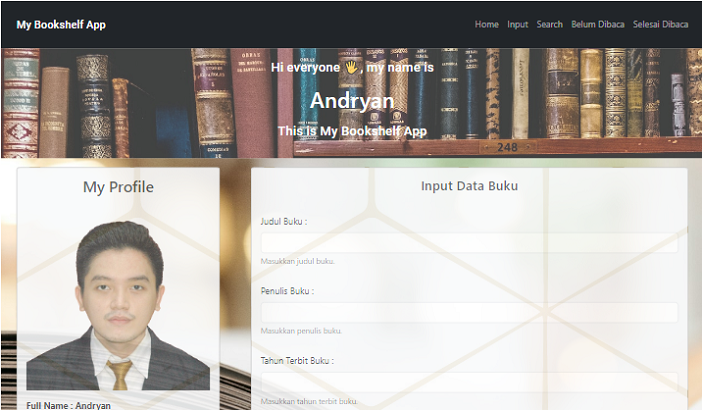 My Bookshelf App
Home Input Search Belum Dibaca Selesai Dibaca
Hi everyone 🖐, my name is
Andryan
This is My Bookshelf App
248
My Profile
Full Name : Andryan
Input Data Buku
Judul Buku :
Masukkan judul buku.
Penulis Buku :
Masukkan penulis buku.
Tahun Terbit Buku :
Masukkan tahun terbit buku.